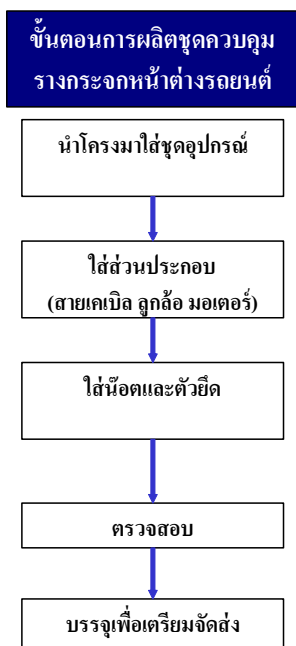 ขั้นตอนการผลิตชุดควบคุม
รางกระจกหน้าต่างรถยนต์
นำโครงมาใส่ชุดอุปกรณ์
ใส่ส่วนประกอบ
(สายเคเบิล ลูกล้อ มอเตอร์)
ใส่น๊อตและตัวยึด
ตรวจสอบ
บรรจุเพื่อเตรียมจัดส่ง